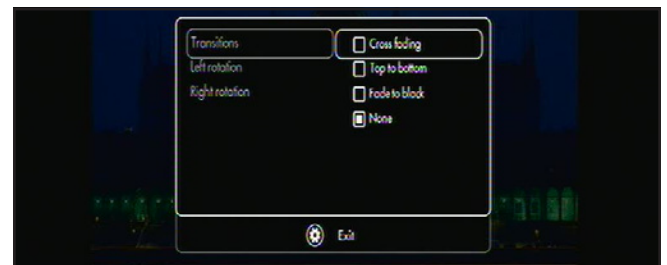 Transitions
Cross fading
Left rotation
Top to bottom
Right rotation
Fade to black
None
Exit